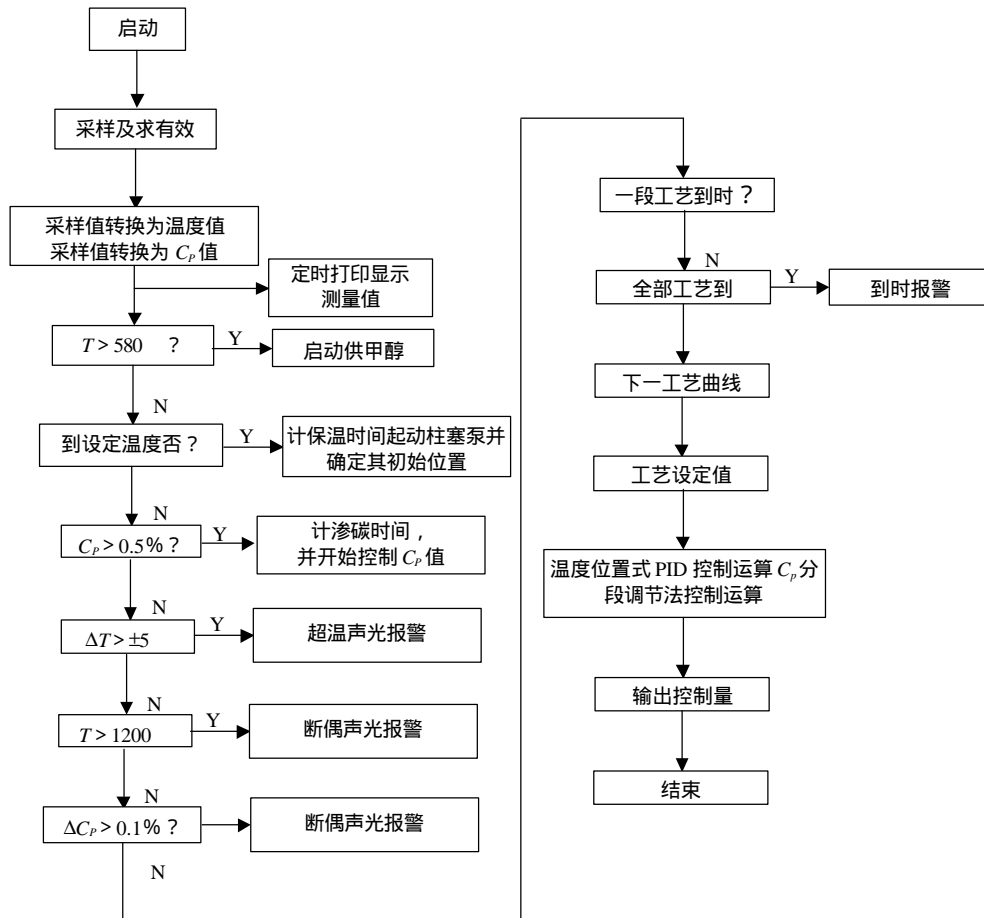 启动
采样及求有效
采样值转换为温度值
采样值转换为 C_P 值
定时打印显示
测量值
T > 580 ？
Y
启动供甲醇
N
到设定温度否？
Y
计保温时间起动柱塞泵并
确定其初始位置
N
C_P > 0.5%？
Y
计渗碳时间，
并开始控制 C_P 值
N
ΔT > ±5
Y
超温声光报警
N
T > 1200
Y
断偶声光报警
N
ΔC_P > 0.1%？
断偶声光报警
N
一段工艺到时？
N
全部工艺到
Y
到时报警
下一工艺曲线
工艺设定值
温度位置式 PID 控制运算 C_p 分
段调节法控制运算
输出控制量
结束